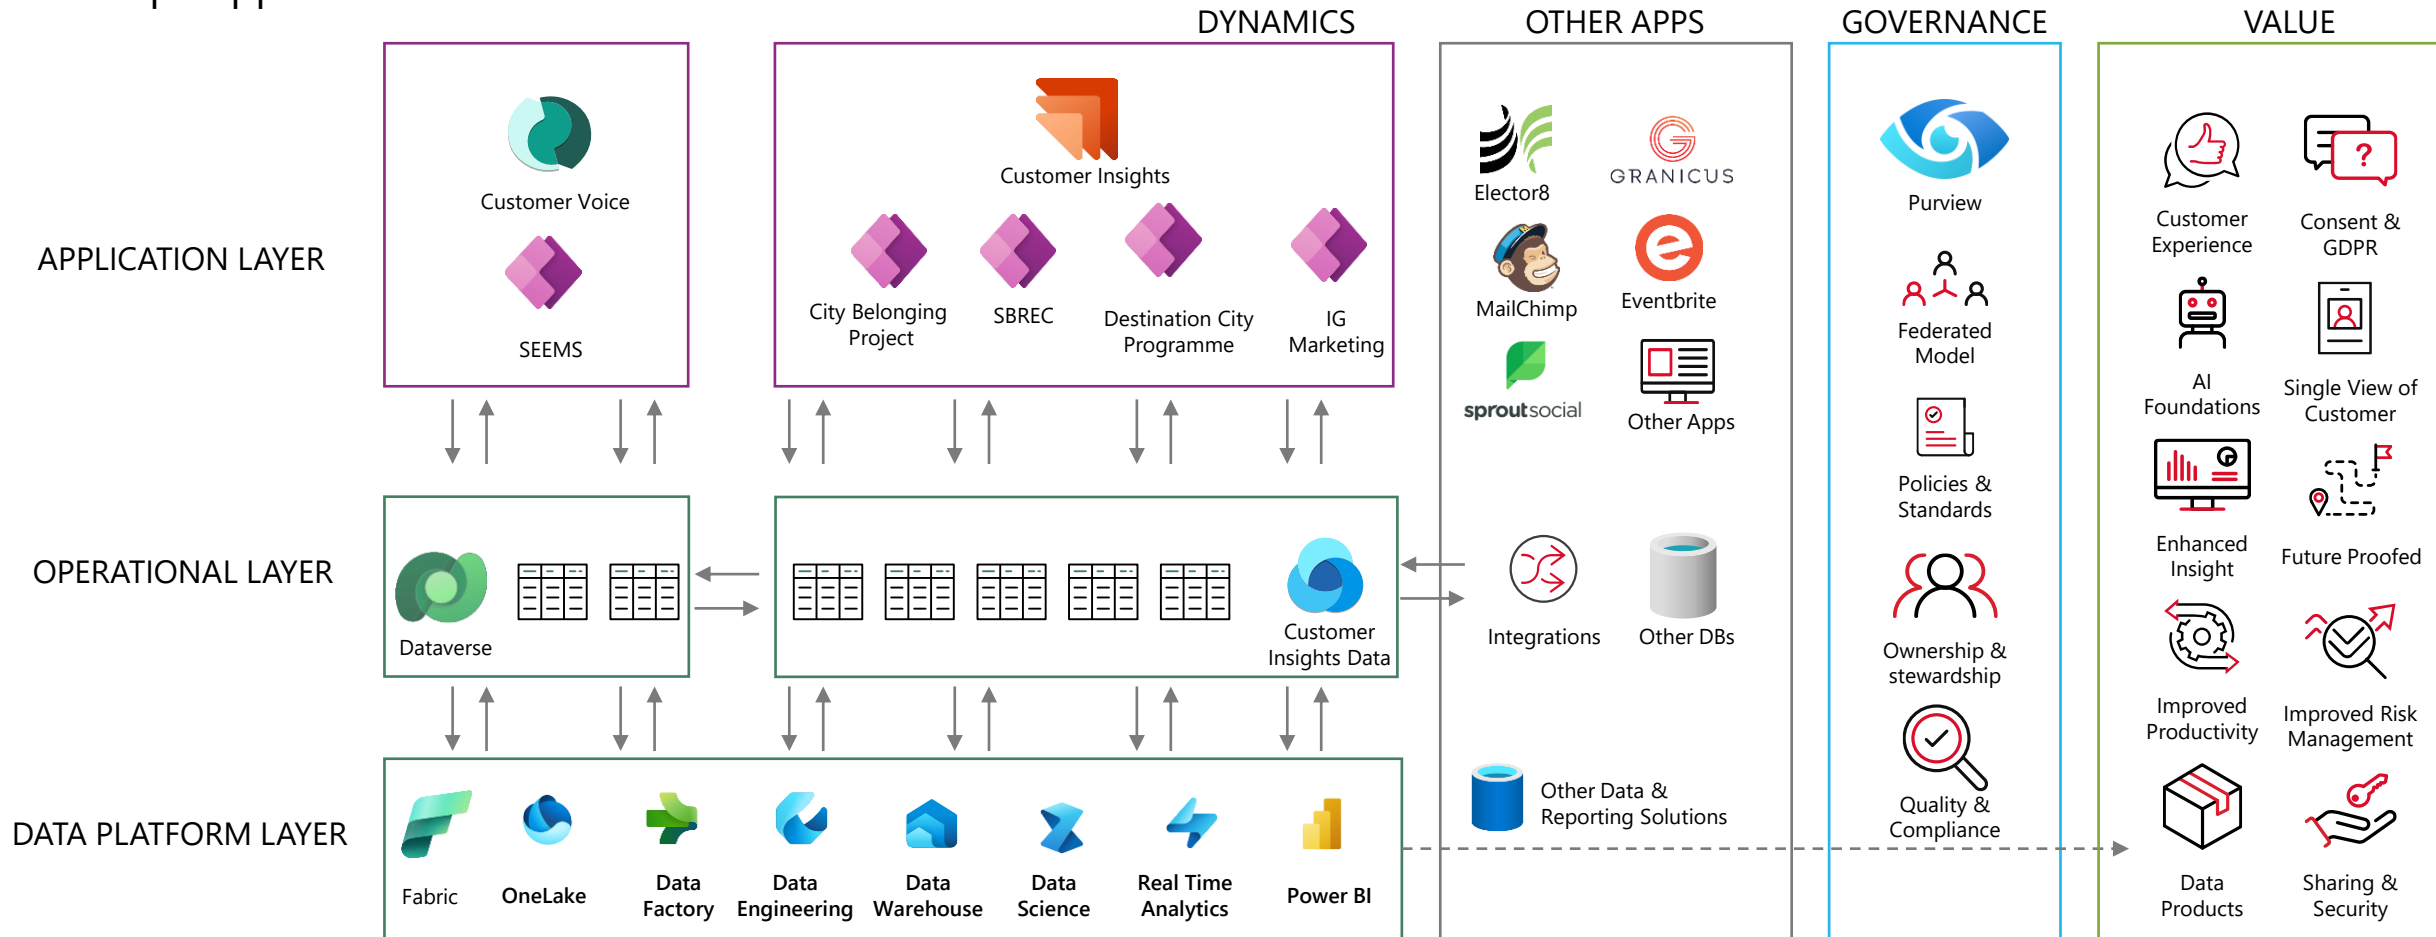 DYNAMICS
OTHER APPS
GOVERNANCE
VALUE
APPLICATION LAYER
Customer Voice
SEEMS
Customer Insights
City Belonging
Project
SBREC
Destination City
Programme
IG
Marketing
Elector8
GRANICUS
MailChimp
Eventbrite
sproutsocial
Other Apps
Purview
Federated
Model
Policies &
Standards
Ownership &
stewardship
Quality &
Compliance
Customer
Experience
Consent &
GDPR
?
AI
Foundations
Single View of
Customer
Enhanced
Insight
Future Proofed
Improved
Productivity
Improved Risk
Management
Data
Products
Sharing &
Security
OPERATIONAL LAYER
Dataverse
Customer
Insights Data
Integrations
Other DBs
DATA PLATFORM LAYER
Fabric
OneLake
Data
Factory
Data
Engineering
Data
Warehouse
Data
Science
Real Time
Analytics
Power BI
Other Data &
Reporting Solutions